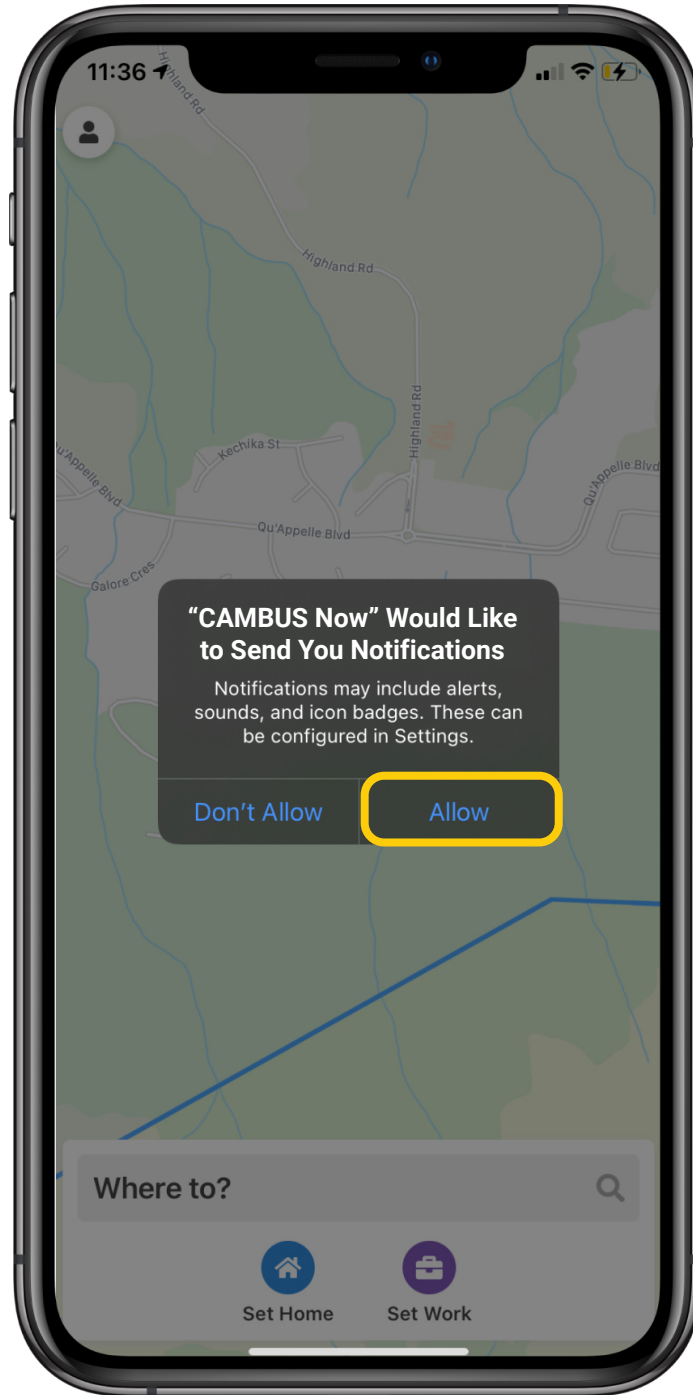 11:36
Highland Rd
Highland Rd
Highland Rd
Kechika St
Qu'Appelle Blvd
Qu'Appelle Blvd
Qu'Appelle Blvd
Galore Cres
“CAMBUS Now” Would Like
to Send You Notifications
Notifications may include alerts,
sounds, and icon badges. These can
be configured in Settings.
Don’t Allow
Allow
Where to?
Set Home
Set Work